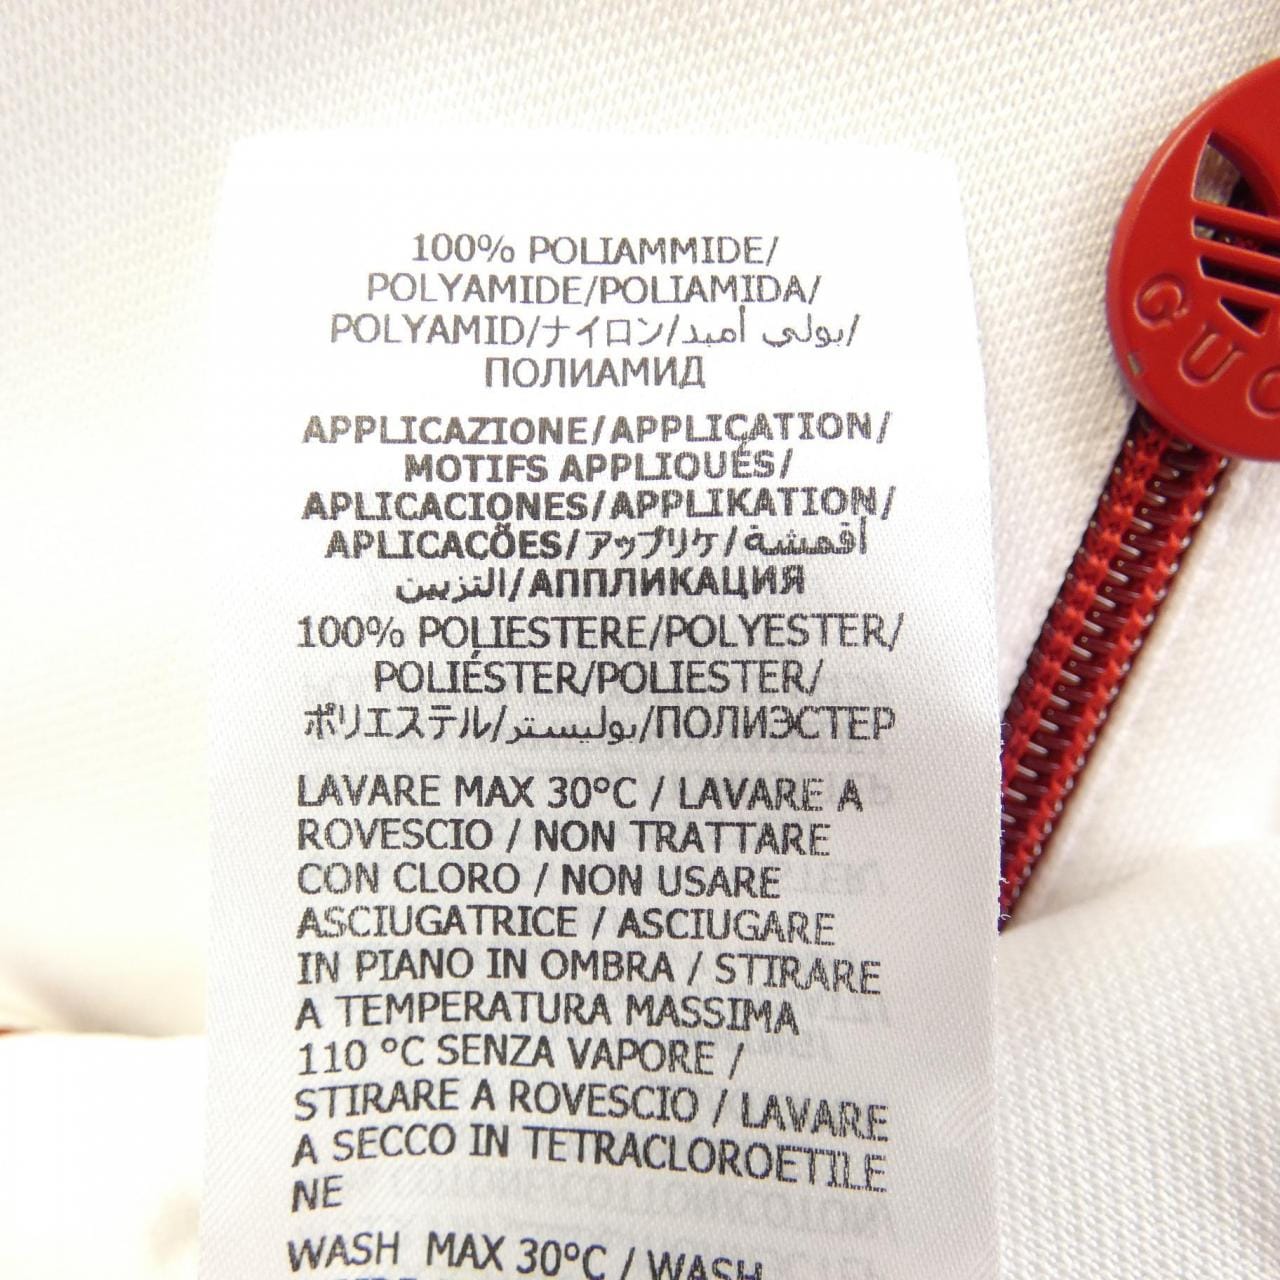 100% POLIAMMIDE/
POLYAMIDE/POLIAMIDA/
POLYAMID/ナイロン/بولي أميد/
ПОЛИАМИД
APPLICAZIONE/APPLICATION/
MOTIFS APPLIQUÉS/
APLICACIONES/APPLIKATION/
APLICACÕES/アップリケ/أقمشة
التزيين/АППЛИКАЦИЯ
100% POLIESTERE/POLYESTER/
POLIÉSTER/POLIESTER/
ポリエステル/بوليستر/ПОЛИЭСТЕР
LAVARE MAX 30°C / LAVARE A
ROVESCIO / NON TRATTARE
CON CLORO / NON USARE
ASCIUGATRICE / ASCIUGARE
IN PIANO IN OMBRA / STIRARE
A TEMPERATURA MASSIMA
110 °C SENZA VAPORE /
STIRARE A ROVESCIO / LAVARE
A SECCO IN TETRACLOROETILE
NE
WASH MAX 30°C / WASH
GUC